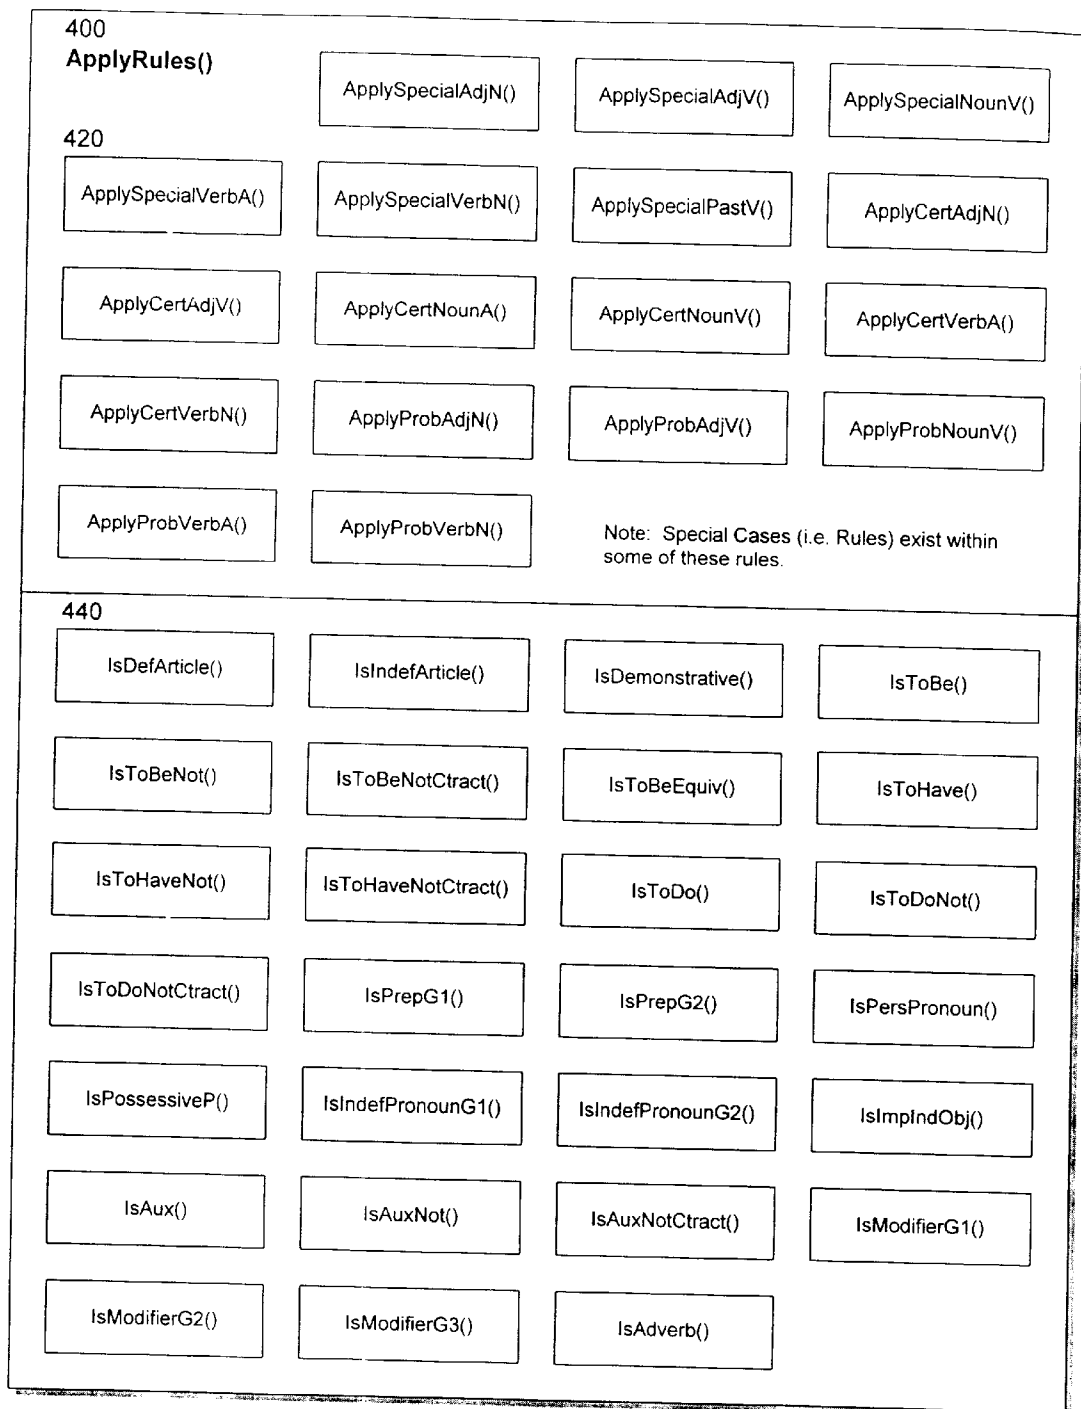 400
ApplyRules()
ApplySpecialAdjN()
ApplySpecialAdjV()
ApplySpecialNounV()
420
ApplySpecialVerbA()
ApplySpecialVerbN()
ApplySpecialPastV()
ApplyCertAdjN()
ApplyCertAdjV()
ApplyCertNounA()
ApplyCertNounV()
ApplyCertVerbA()
ApplyCertVerbN()
ApplyProbAdjN()
ApplyProbAdjV()
ApplyProbNounV()
ApplyProbVerbA()
ApplyProbVerbN()
Note: Special Cases (i.e. Rules) exist within
some of these rules.
440
IsDefArticle()
IsIndefArticle()
IsDemonstrative()
IsToBe()
IsToBeNot()
IsToBeNotCtract()
IsToBeEquiv()
IsToHave()
IsToHaveNot()
IsToHaveNotCtract()
IsToDo()
IsToDoNot()
IsToDoNotCtract()
IsPrepG1()
IsPrepG2()
IsPersPronoun()
IsPossessiveP()
IsIndefPronounG1()
IsIndefPronounG2()
IsImpIndObj()
IsAux()
IsAuxNot()
IsAuxNotCtract()
IsModifierG1()
IsModifierG2()
IsModifierG3()
IsAdverb()